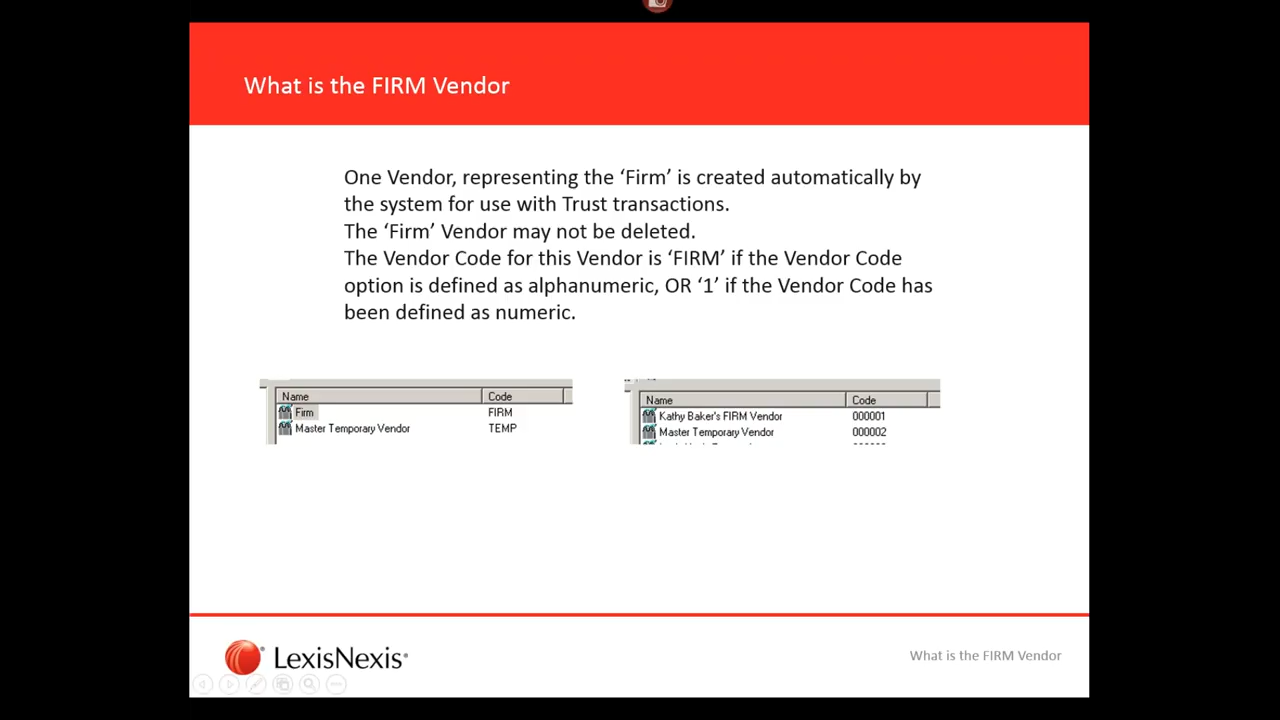 What is the FIRM Vendor
One Vendor, representing the ‘Firm’ is created automatically by
the system for use with Trust transactions.
The ‘Firm’ Vendor may not be deleted.
The Vendor Code for this Vendor is ‘FIRM’ if the Vendor Code
option is defined as alphanumeric, OR ‘1’ if the Vendor Code has
been defined as numeric.
Name Code
Firm FIRM
Master Temporary Vendor TEMP
Name Code
Kathy Baker's FIRM Vendor 000001
Master Temporary Vendor 000002
LexisNexis®
What is the FIRM Vendor